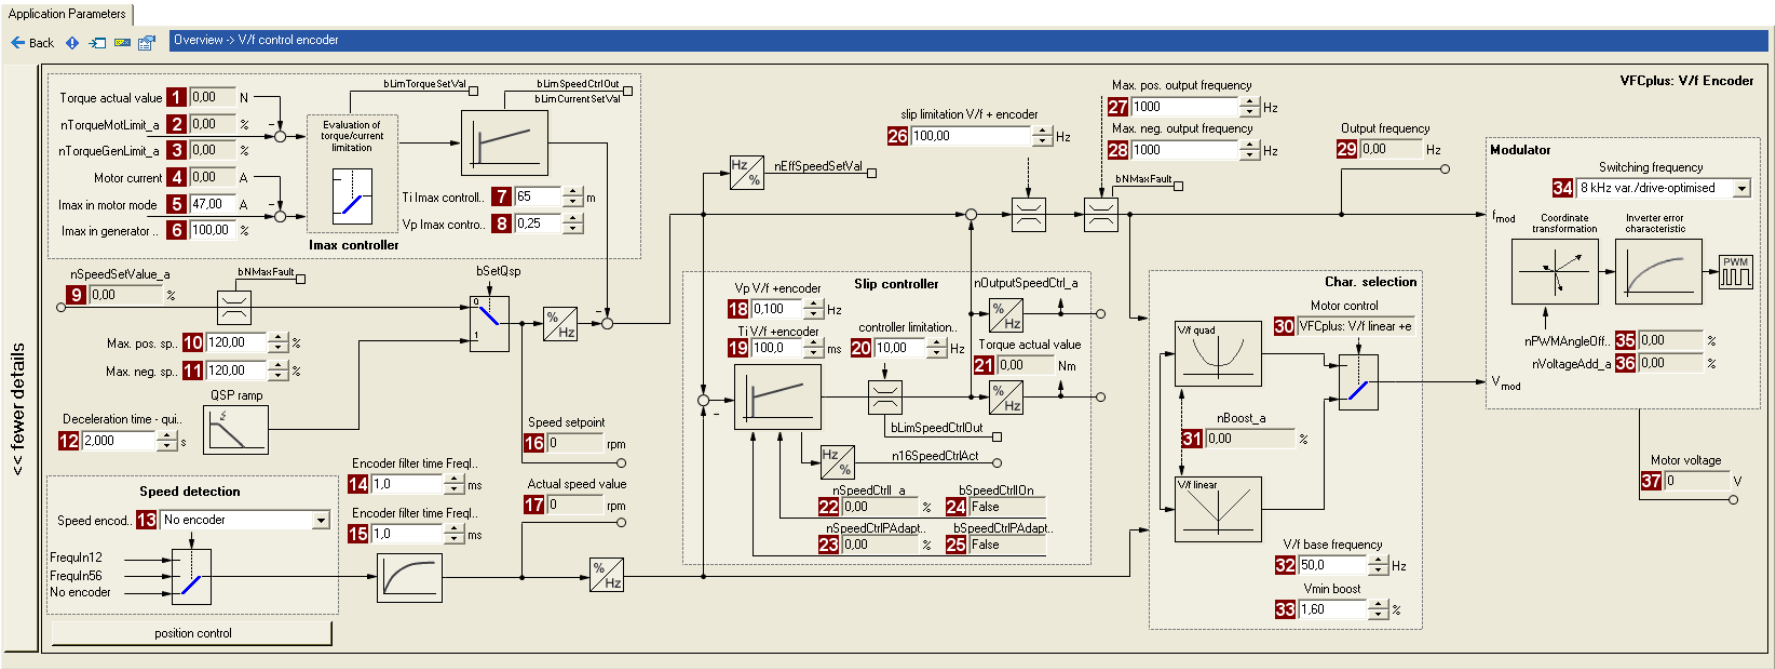 Application Parameters
Back
Overview -> V/f control encoder
<< fewer details
VFCplus: V/f Encoder
Torque actual value 1 0,00 N
nTorqueMotLimit_a 2 0,00 %
nTorqueGenLimit_a 3 0,00 %
Motor current 4 0,00 A
Imax in motor mode 5 47,00 A
Imax in generator .. 6 100,00 %
bLimTorqueSetVal
bLimSpeedCtrlOut
bLimCurrentSetVal
Evaluation of
torque/current
limitation
Ti Imax controll.. 7 65 m
Vp Imax contro.. 8 0,25
Imax controller
nSpeedSetValue_a
9 0,00 %
bNMaxFault
bSetQsp
0
1
% Hz
Max. pos. sp.. 10 120,00 %
Max. neg. sp.. 11 120,00 %
QSP ramp
Deceleration time - qui..
12 2,000 s
Speed detection
Speed encod.. 13 No encoder
FrequIn12
FrequIn56
No encoder
position control
Encoder filter time FreqI..
14 1,0 ms
Encoder filter time FreqI..
15 1,0 ms
Speed setpoint
16 0 rpm
Actual speed value
17 0 rpm
% Hz
Hz %
nEffSpeedSetVal
Slip controller
Vp V/f +encoder
18 0,100 Hz
Ti V/f +encoder
19 100,0 ms
controller limitation..
20 10,00 Hz
nOutputSpeedCtrl_a
% Hz
Torque actual value
21 0,00 Nm
% Hz
bLimSpeedCtrlOut
Hz %
n16SpeedCtrlAct
nSpeedCtrlI_a
22 0,00 %
nSpeedCtrlPAdapt..
23 0,00 %
bSpeedCtrlIOn
24 False
bSpeedCtrlPAdapt..
25 False
slip limitation V/f + encoder
26 100,00 Hz
Max. pos. output frequency
27 1000 Hz
Max. neg. output frequency
28 1000 Hz
bNMaxFault
Output frequency
29 0,00 Hz
Char. selection
Motor control
30 VFCplus: V/f linear +e
V/f quad
nBoost_a
31 0,00 %
V/f linear
V/f base frequency
32 50,0 Hz
Vmin boost
33 1,60 %
Modulator
Switching frequency
34 8 kHz var./drive-optimised
fmod
Coordinate
transformation
Inverter error
characteristic
PWM
nPWMAngleOff.. 35 0,00 %
nVoltageAdd_a 36 0,00 %
Vmod
Motor voltage
37 0 V